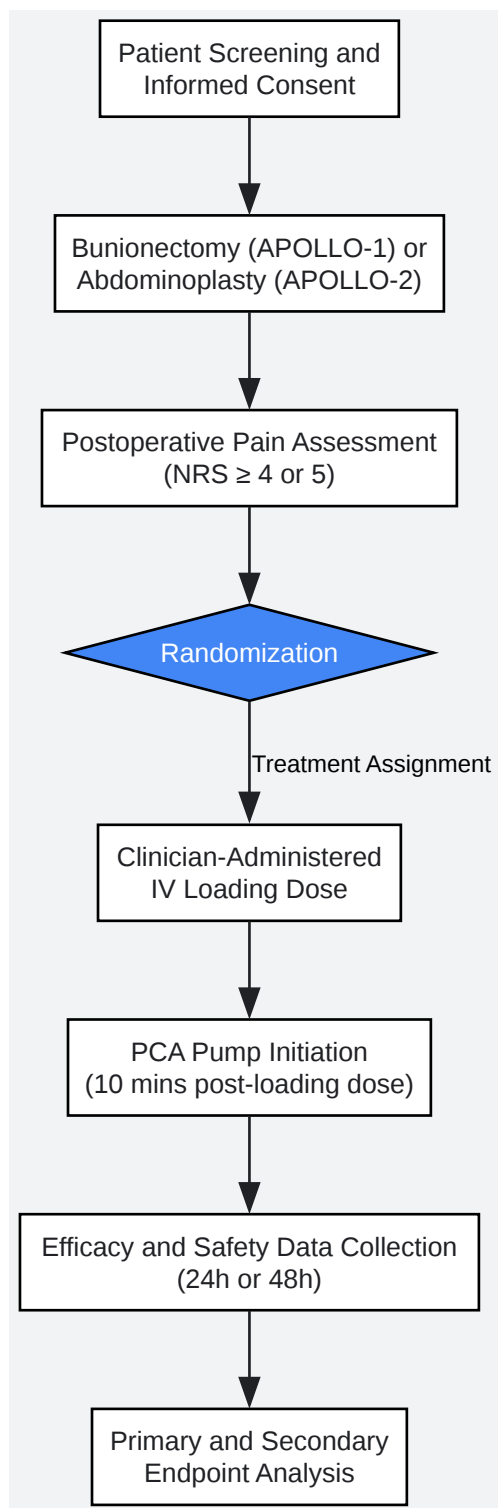 Patient Screening and
Informed Consent
Bunionectomy (APOLLO-1) or
Abdominoplasty (APOLLO-2)
Postoperative Pain Assessment
(NRS ≥ 4 or 5)
Randomization
Treatment Assignment
Clinician-Administered
IV Loading Dose
PCA Pump Initiation
(10 mins post-loading dose)
Efficacy and Safety Data Collection
(24h or 48h)
Primary and Secondary
Endpoint Analysis